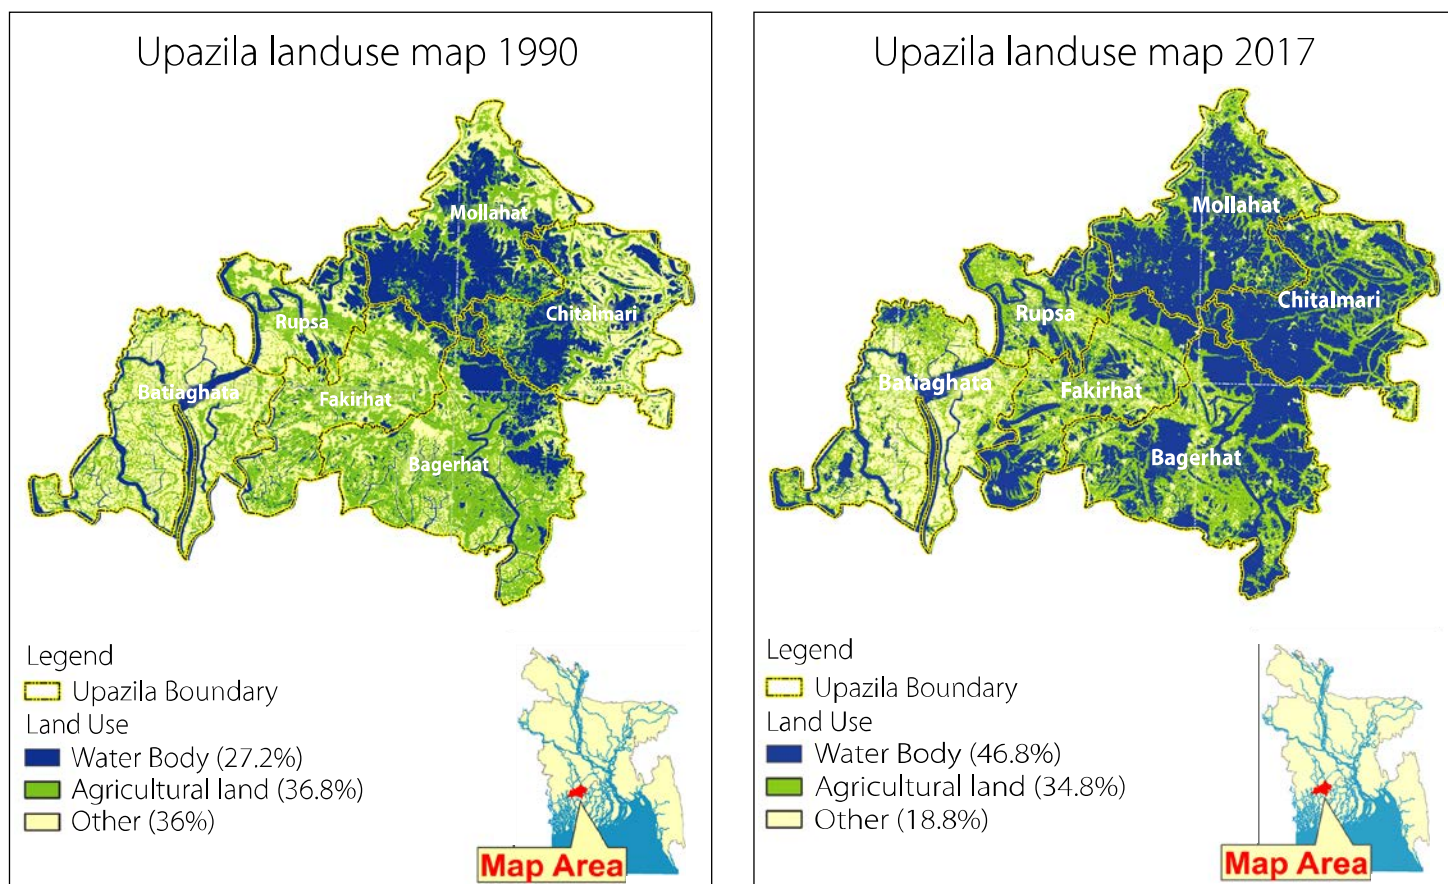 Upazila landuse map 1990
Mollahat
Chitalmari
Rupsa
Batiaghata
Fakirhat
Bagerhat
Legend
Upazila Boundary
Land Use
Water Body (27.2%)
Agricultural land (36.8%)
Other (36%)
Map Area
Upazila landuse map 2017
Mollahat
Chitalmari
Rupsa
Batiaghata
Fakirhat
Bagerhat
Legend
Upazila Boundary
Land Use
Water Body (46.8%)
Agricultural land (34.8%)
Other (18.8%)
Map Area